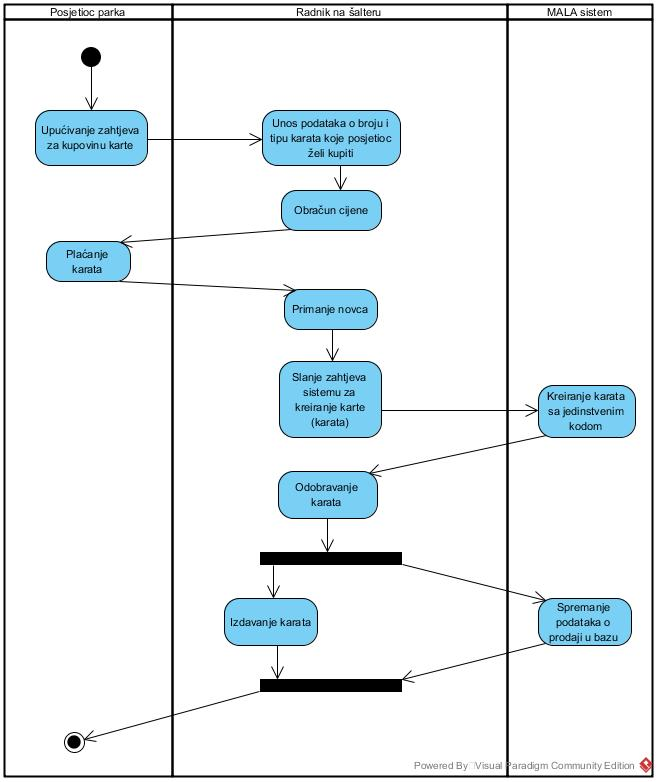 Posjetioc parka
Radnik na šalteru
MALA sistem
Upućivanje zahtjeva
za kupovinu karte
Unos podataka o broju i
tipu karata koje posjetioc
želi kupiti
Obračun cijene
Plaćanje
karata
Primanje novca
Slanje zahtjeva
sistemu za
kreiranje karte
(karata)
Kreiranje karata
sa jedinstvenim
kodom
Odobravanje
karata
Izdavanje karata
Spremanje
podataka o
prodaji u bazu
Powered By Visual Paradigm Community Edition